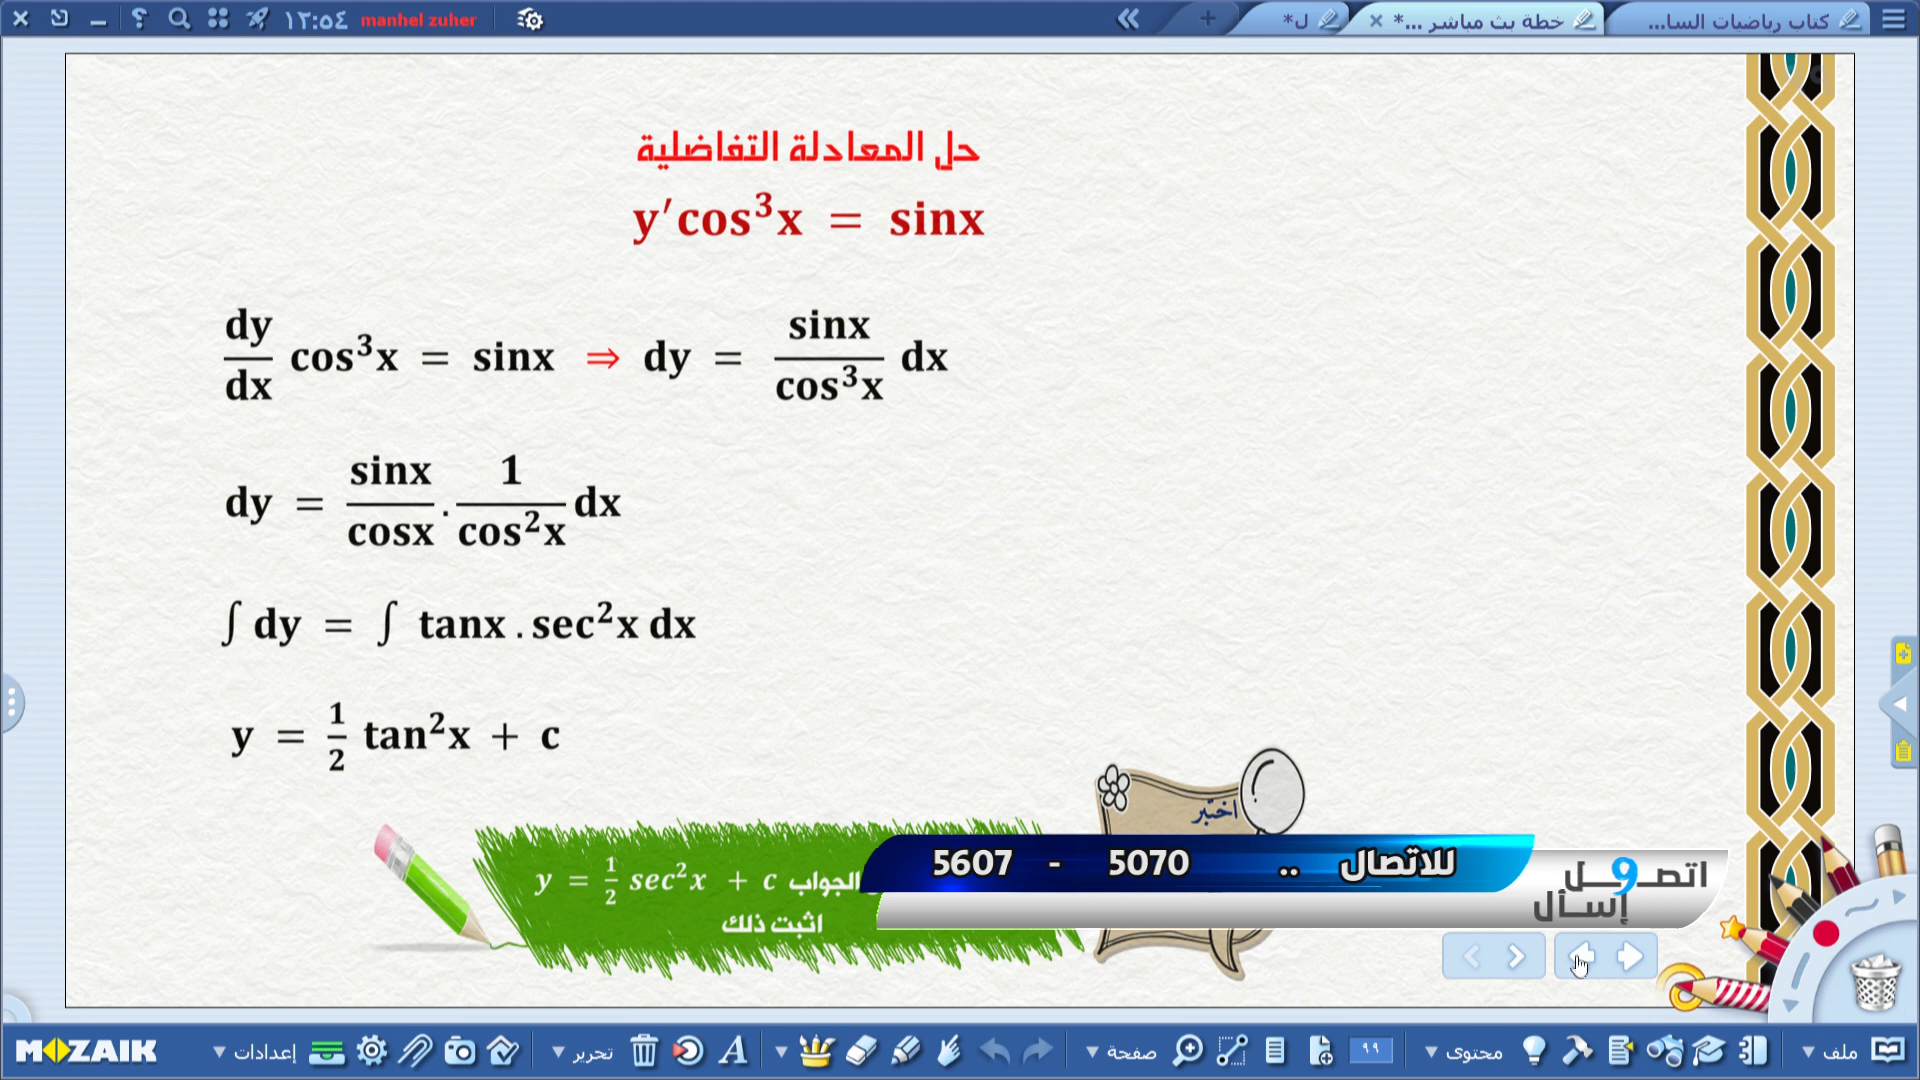 ١٢:٥٤ manhel zuher
ل*
خطة بث مباشر ...*
كتاب رياضيات السا...
حل المعادلة التفاضلية
y′cos³x = sinx
dy/dx cos³x = sinx ⇒ dy = sinx/cos³x dx
dy = sinx/cosx . 1/cos²x dx
∫ dy = ∫ tanx . sec²x dx
y = 1/2 tan²x + c
اختبر
الجواب y = 1/2 sec²x + c
اثبت ذلك
للاتصال .. 5070 - 5607
اتصل و إسأل
MOZAIK
إعدادات
تحرير
صفحة
٩٩
محتوى
ملف